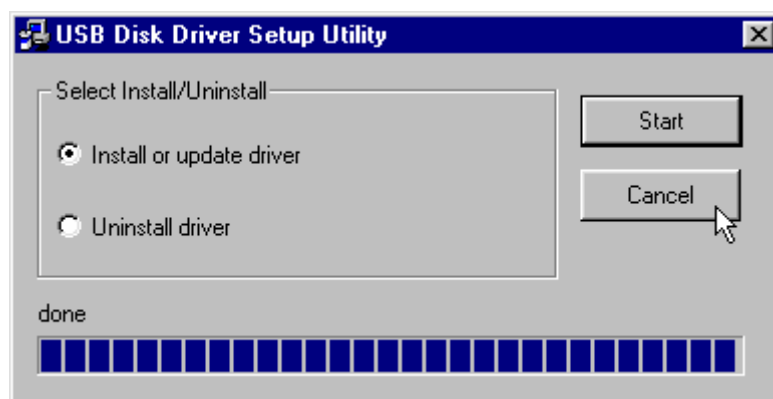 USB Disk Driver Setup Utility
Select Install/Uninstall
Install or update driver
Uninstall driver
Start
Cancel
done